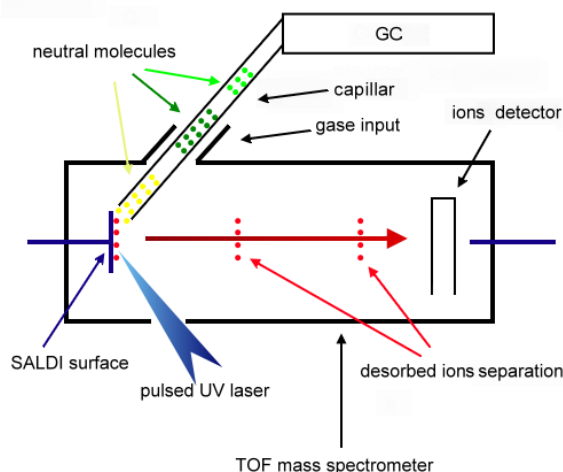 GC
neutral molecules
capillar
gase input
ions detector
SALDI surface
pulsed UV laser
desorbed ions separation
TOF mass spectrometer